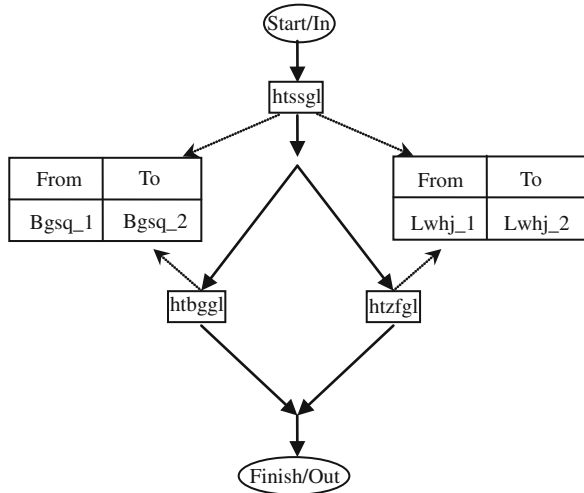 Start/In
htssgl
From To
Bgsq_1 Bgsq_2
From To
Lwhj_1 Lwhj_2
htbggl
htzfgl
Finish/Out